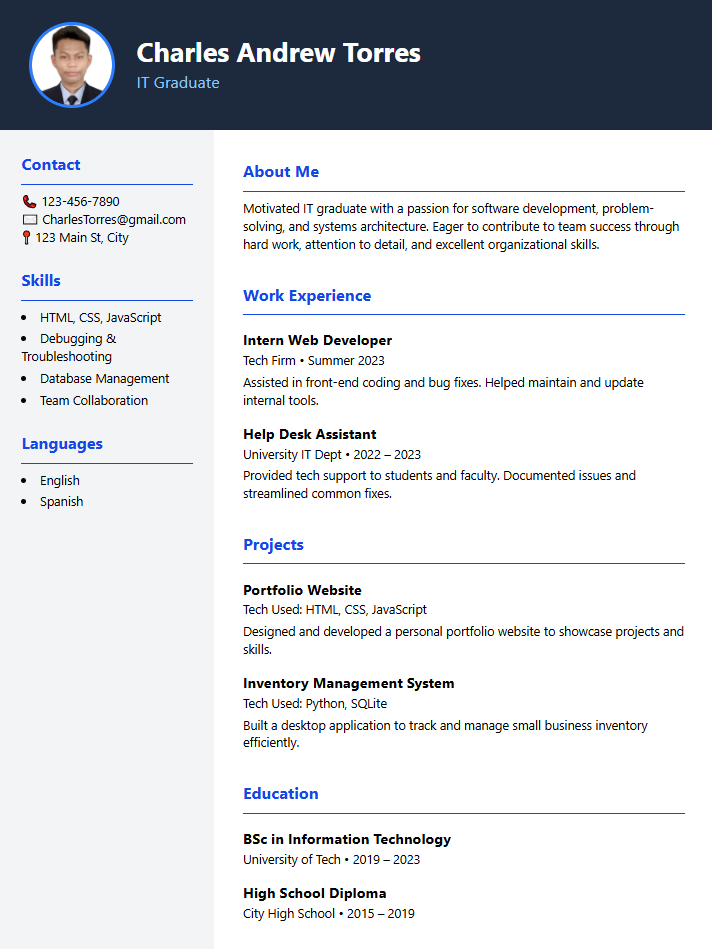 Charles Andrew Torres
IT Graduate
Contact
📞 123-456-7890
✉️ CharlesTorres@gmail.com
📍 123 Main St, City
Skills
• HTML, CSS, JavaScript
• Debugging &
Troubleshooting
• Database Management
• Team Collaboration
Languages
• English
• Spanish
About Me
Motivated IT graduate with a passion for software development, problem-
solving, and systems architecture. Eager to contribute to team success through
hard work, attention to detail, and excellent organizational skills.
Work Experience
Intern Web Developer
Tech Firm • Summer 2023
Assisted in front-end coding and bug fixes. Helped maintain and update
internal tools.
Help Desk Assistant
University IT Dept • 2022 – 2023
Provided tech support to students and faculty. Documented issues and
streamlined common fixes.
Projects
Portfolio Website
Tech Used: HTML, CSS, JavaScript
Designed and developed a personal portfolio website to showcase projects and
skills.
Inventory Management System
Tech Used: Python, SQLite
Built a desktop application to track and manage small business inventory
efficiently.
Education
BSc in Information Technology
University of Tech • 2019 – 2023
High School Diploma
City High School • 2015 – 2019